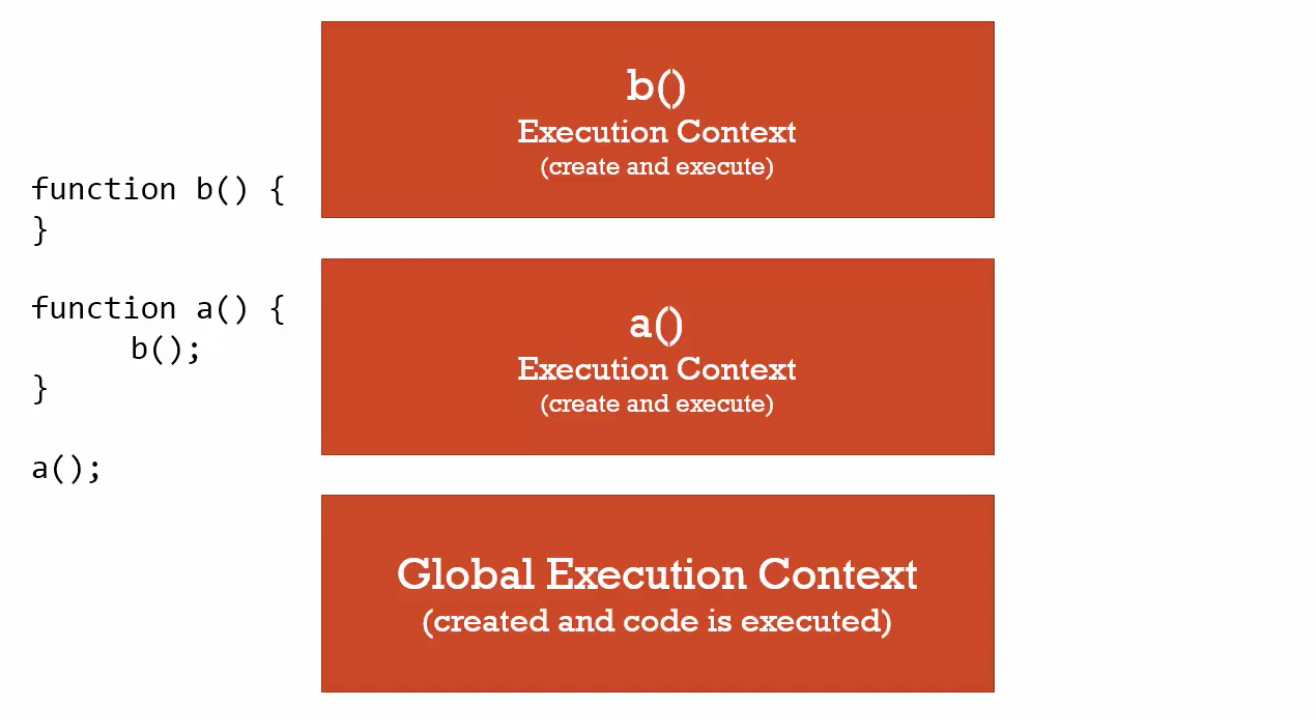 function b() {
}
function a() {
b();
}
a();
b()
Execution Context
(create and execute)
a()
Execution Context
(create and execute)
Global Execution Context
(created and code is executed)